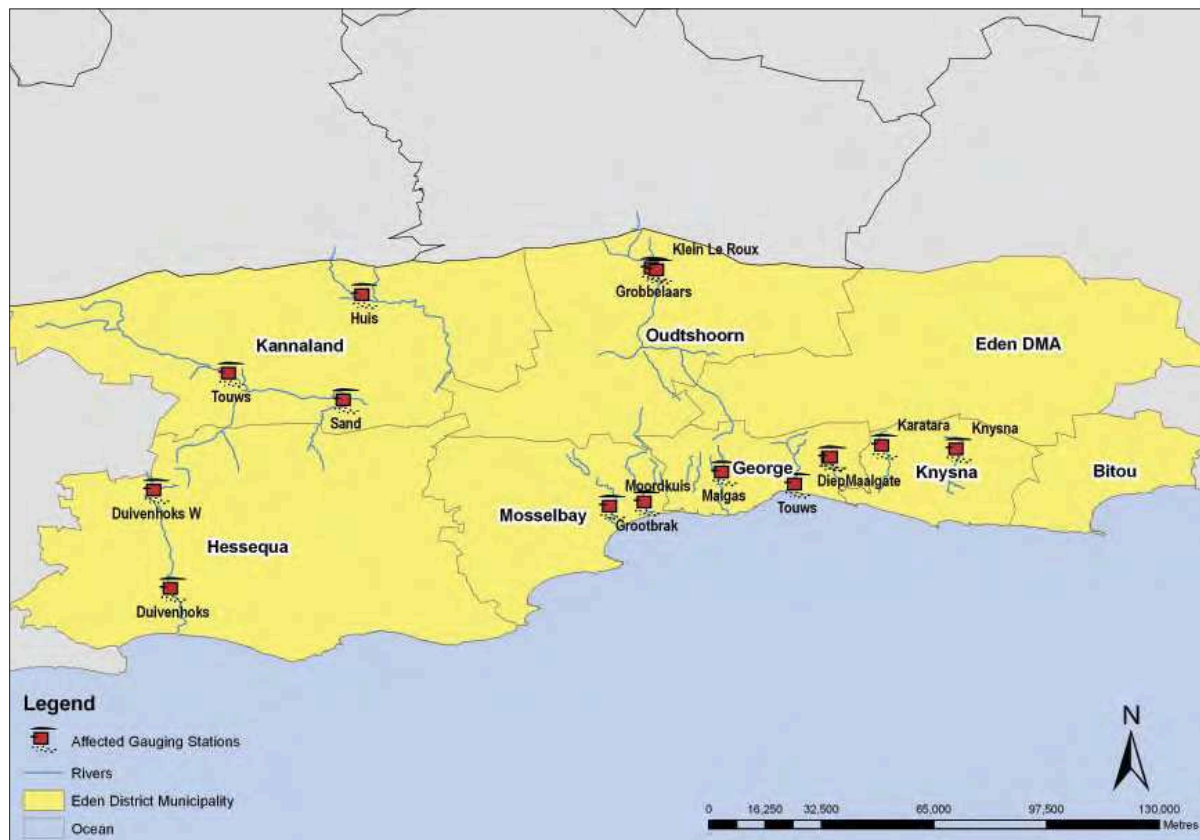 Klein Le Roux
Grobbelaars
Huis
Oudtshoorn
Kannaland
Eden DMA
Touws
Sand
Karatara
Knysna
George
Knysna
Bitou
Moordkuis
Malgas
DiepMaalgate
Touws
Duivenhoks W
Mosselbay
Grootbrak
Hessequa
Duivenhoks
Legend
Affected Gauging Stations
Rivers
Eden District Municipality
Ocean
N
0 16,250 32,500 65,000 97,500 130,000
Metres